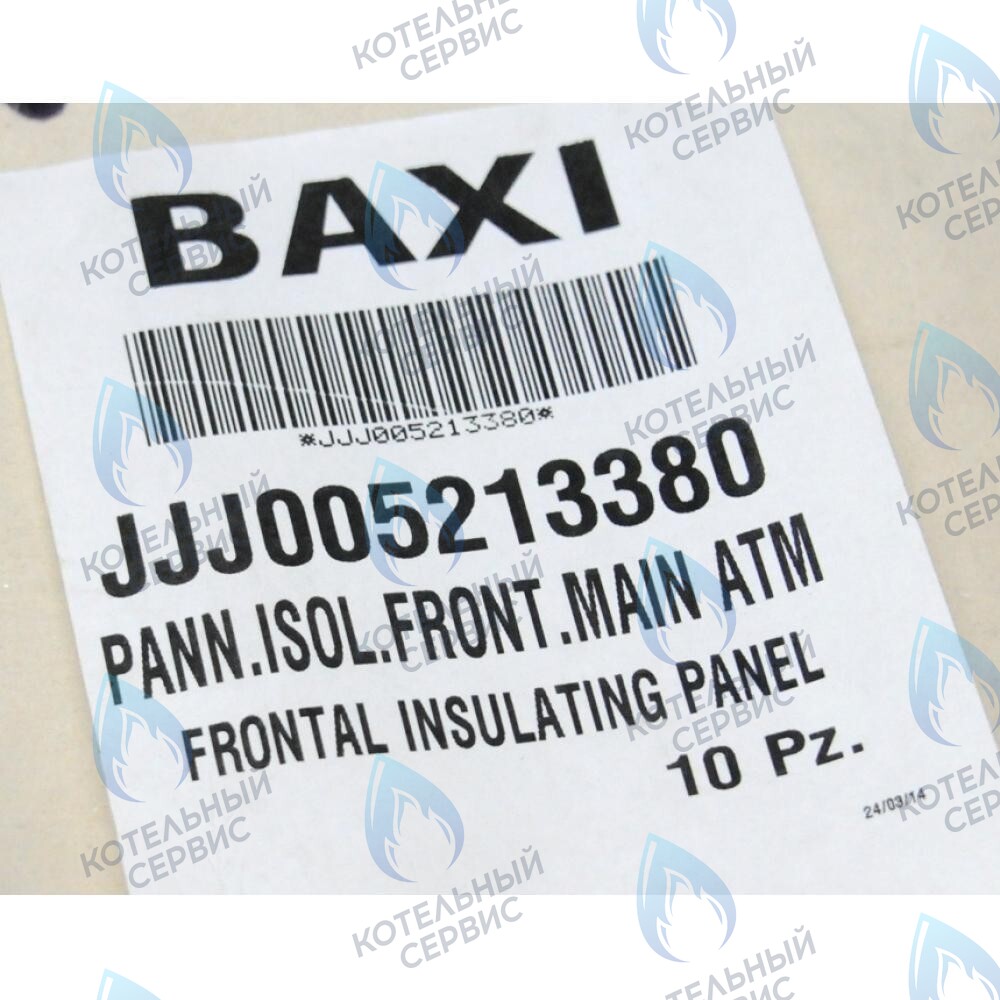 BAXI
*JJJ005213380*
JJJ005213380
PANN.ISOL.FRONT.MAIN ATM
FRONTAL INSULATING PANEL
10 Pz.
24/03/14
КОТЕЛЬНЫЙ
СЕРВИС